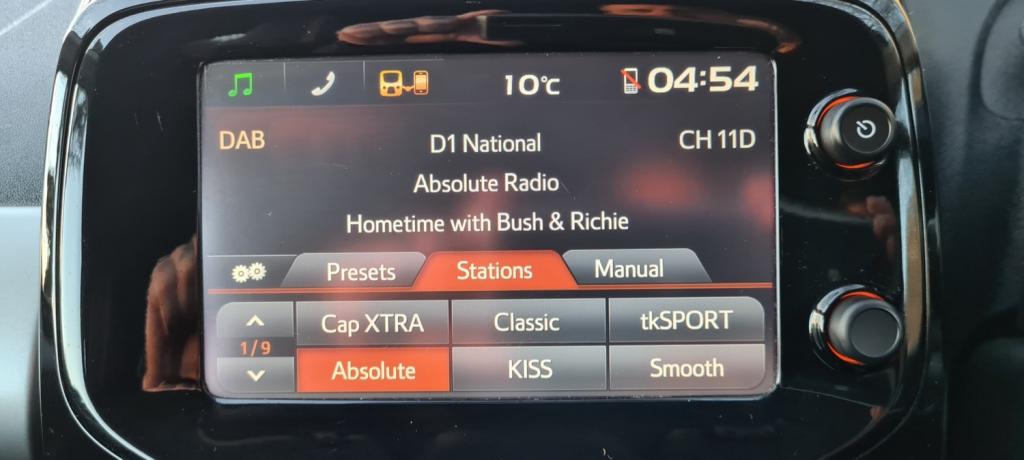 10°C 04:54
DAB D1 National CH 11D
Absolute Radio
Hometime with Bush & Richie
Presets Stations Manual
Cap XTRA Classic tkSPORT
1/9
Absolute KISS Smooth